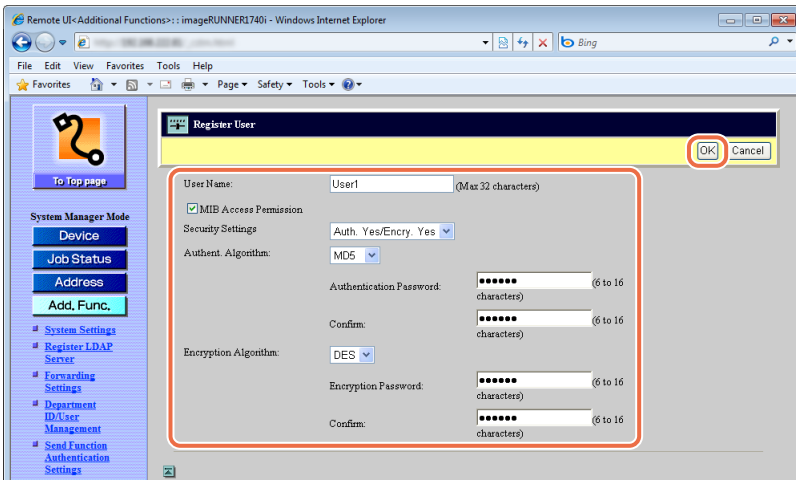 Remote UI<Additional Functions>: : imageRUNNER1740i - Windows Internet Explorer
Bing
File Edit View Favorites Tools Help
Favorites Page Safety Tools
Register User
OK Cancel
To Top page
System Manager Mode
Device
Job Status
Address
Add. Func.
System Settings
Register LDAP
Server
Forwarding
Settings
Department
ID/User
Management
Send Function
Authentication
Settings
User Name: User1 (Max 32 characters)
MIB Access Permission
Security Settings Auth. Yes/Encry. Yes
Authent. Algorithm: MD5
Authentication Password: •••••• (6 to 16
characters)
Confirm: •••••• (6 to 16
characters)
Encryption Algorithm: DES
Encryption Password: •••••• (6 to 16
characters)
Confirm: •••••• (6 to 16
characters)